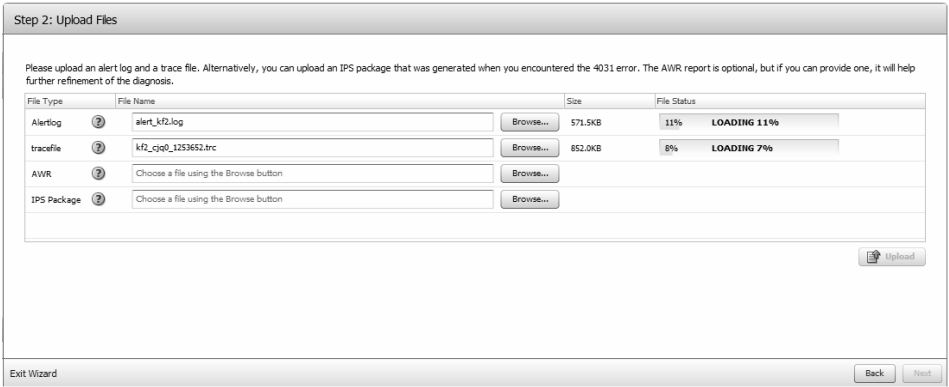 Step 2: Upload Files
Please upload an alert log and a trace file. Alternatively, you can upload an IPS package that was generated when you encountered the 4031 error. The AWR report is optional, but if you can provide one, it will help
further refinement of the diagnosis.
File Type File Name Size File Status
Alertlog ? alert_kf2.log Browse... 571.5KB 11% LOADING 11%
tracefile ? kf2_cjq0_1253652.trc Browse... 852.0KB 8% LOADING 7%
AWR ? Choose a file using the Browse button Browse...
IPS Package ? Choose a file using the Browse button Browse...
Upload
Exit Wizard Back Next